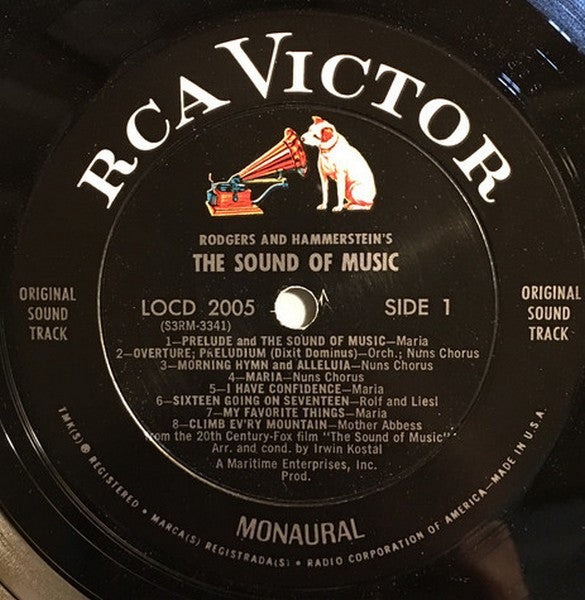 RCA VICTOR
RODGERS AND HAMMERSTEIN'S
THE SOUND OF MUSIC
ORIGINAL
SOUND
TRACK
LOCD 2005
(S3RM-3341)
SIDE 1
ORIGINAL
SOUND
TRACK
1—PRELUDE and THE SOUND OF MUSIC—Maria
2—OVERTURE; PRELUDIUM (Dixit Dominus)—Orch.; Nuns Chorus
3—MORNING HYMN and ALLELUIA—Nuns Chorus
4—MARIA—Nuns Chorus
5—I HAVE CONFIDENCE—Maria
6—SIXTEEN GOING ON SEVENTEEN—Rolf and Liesl
7—MY FAVORITE THINGS—Maria
8—CLIMB EV'RY MOUNTAIN—Mother Abbess
from the 20th Century-Fox film "The Sound of Music"
Arr. and cond. by Irwin Kostal
A Maritime Enterprises, Inc.
Prod.
MONAURAL
TMK(S) ® REGISTERED • MARCA(S) REGISTRADA(S) • RADIO CORPORATION OF AMERICA—MADE IN U.S.A.